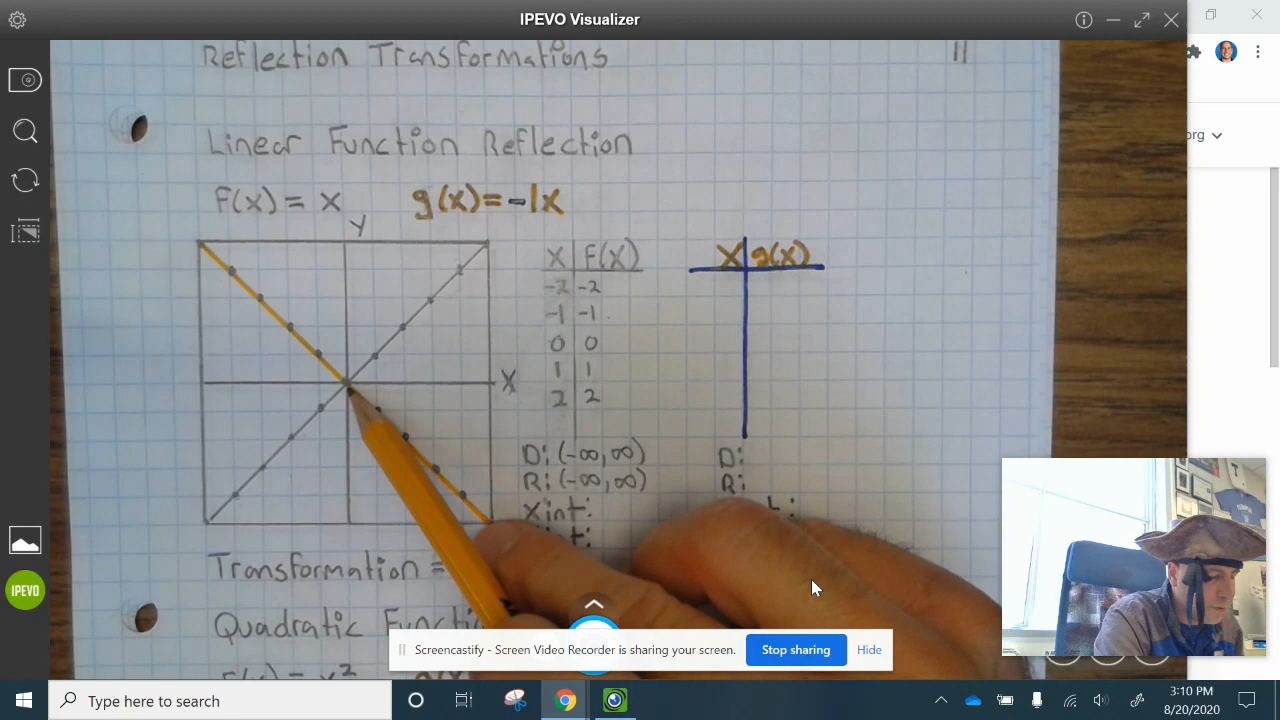 IPEVO Visualizer
Reflection Transformations 11
Linear Function Reflection
F(x) = x g(x) = -1x
Y
X
X F(X)
-2 -2
-1 -1
0 0
1 1
2 2
D: (-∞,∞)
R: (-∞,∞)
X int:
X g(X)
D:
R:
Transformation =
Quadratic
F(x) = x²
org
IPEVO
Screencastify - Screen Video Recorder is sharing your screen.
Stop sharing
Hide
Type here to search
3:10 PM
8/20/2020